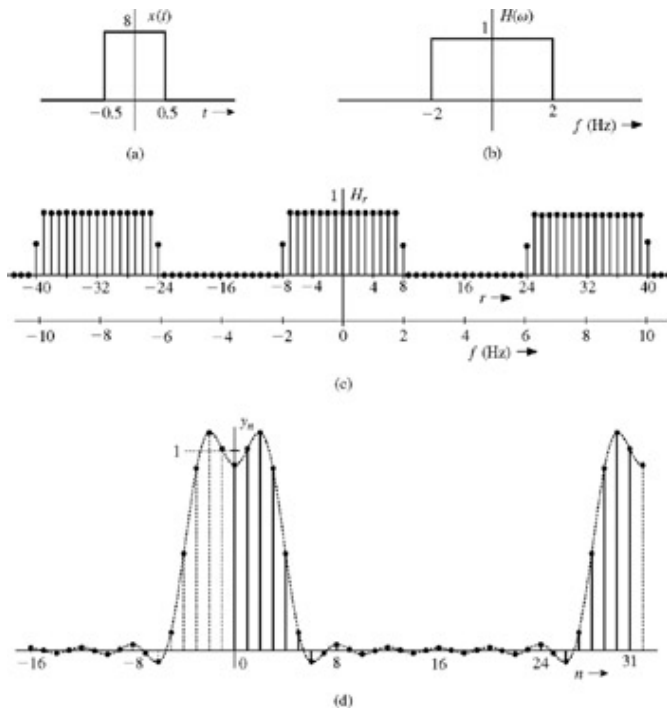 8 x(t)
−0.5 0.5 t →
(a)
1 H(ω)
−2 2
f (Hz) →
(b)
1 H_r
−40 −32 −24 −16 −8 −4 4 8 16 24 32 40
r →
−10 −8 −6 −4 −2 0 2 4 6 8 10
f (Hz) →
(c)
y_n
1
−16 −8 0 8 16 24 31
n →
(d)